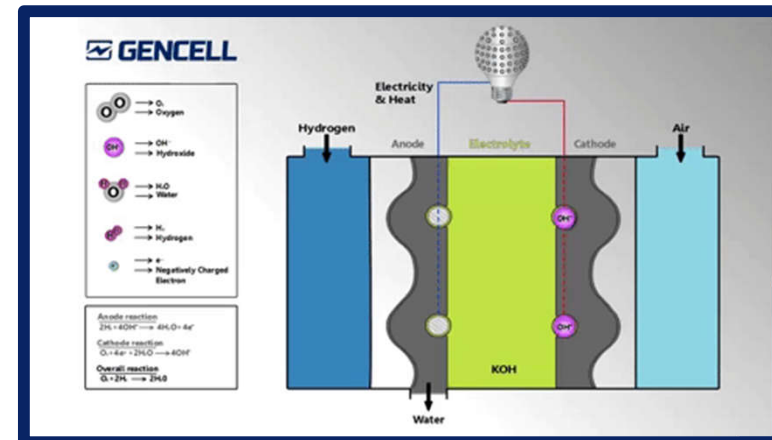 GENCELL
O₂
Oxygen
OH⁻
Hydroxide
H₂O
Water
H₂
Hydrogen
e⁻
Negatively Charged
Electron
Anode reaction
2H₂+4OH⁻ → 4H₂O+4e⁻
Cathode reaction
O₂+4e⁻+2H₂O → 4OH⁻
Overall reaction
O₂+2H₂ → 2H₂O
Electricity
& Heat
Hydrogen
Anode
Electrolyte
Cathode
Air
OH⁻
OH⁻
KOH
Water